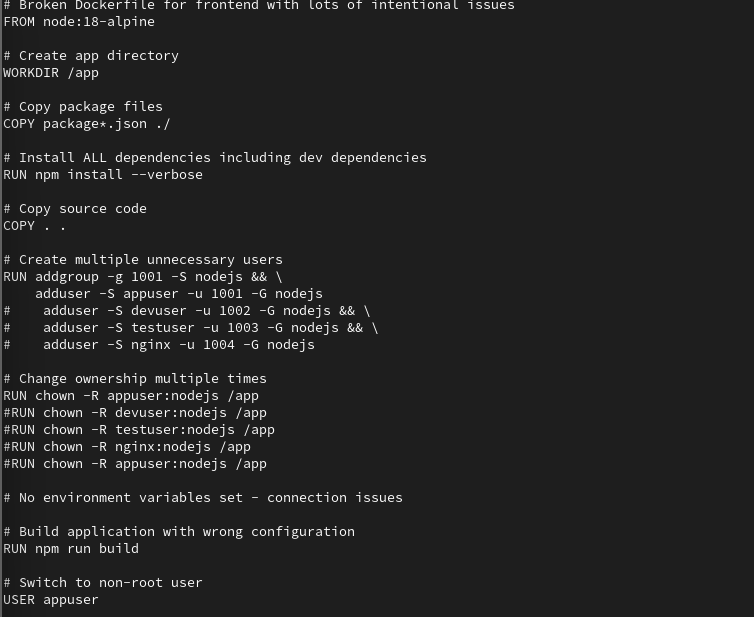 # Broken Dockerfile for frontend with lots of intentional issues
FROM node:18-alpine

# Create app directory
WORKDIR /app

# Copy package files
COPY package*.json ./

# Install ALL dependencies including dev dependencies
RUN npm install --verbose

# Copy source code
COPY . .

# Create multiple unnecessary users
RUN addgroup -g 1001 -S nodejs && \
    adduser -S appuser -u 1001 -G nodejs
#    adduser -S devuser -u 1002 -G nodejs && \
#    adduser -S testuser -u 1003 -G nodejs && \
#    adduser -S nginx -u 1004 -G nodejs

# Change ownership multiple times
RUN chown -R appuser:nodejs /app
#RUN chown -R devuser:nodejs /app
#RUN chown -R testuser:nodejs /app
#RUN chown -R nginx:nodejs /app
#RUN chown -R appuser:nodejs /app

# No environment variables set - connection issues

# Build application with wrong configuration
RUN npm run build

# Switch to non-root user
USER appuser